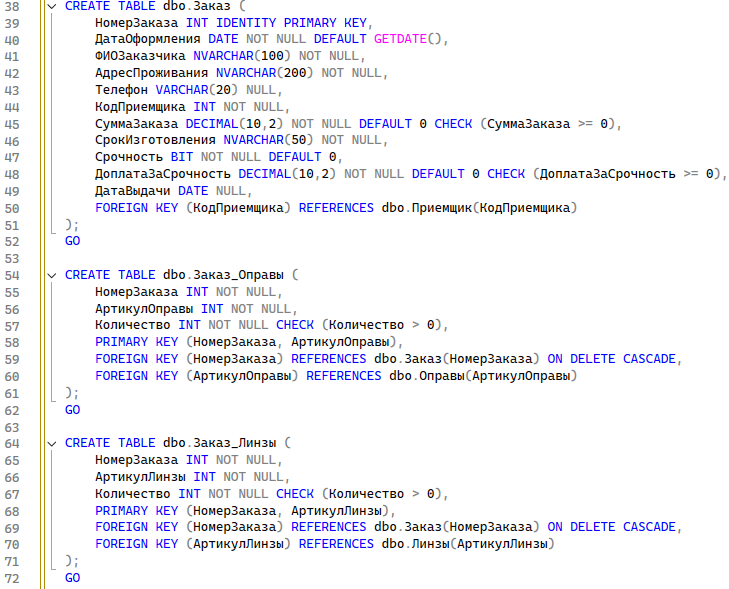 38 CREATE TABLE dbo.Заказ (
39 НомерЗаказа INT IDENTITY PRIMARY KEY,
40 ДатаОформления DATE NOT NULL DEFAULT GETDATE(),
41 ФИОЗаказчика NVARCHAR(100) NOT NULL,
42 АдресПроживания NVARCHAR(200) NOT NULL,
43 Телефон VARCHAR(20) NULL,
44 КодПриемщика INT NOT NULL,
45 СуммаЗаказа DECIMAL(10,2) NOT NULL DEFAULT 0 CHECK (СуммаЗаказа >= 0),
46 СрокИзготовления NVARCHAR(50) NOT NULL,
47 Срочность BIT NOT NULL DEFAULT 0,
48 ДоплатаЗаСрочность DECIMAL(10,2) NOT NULL DEFAULT 0 CHECK (ДоплатаЗаСрочность >= 0),
49 ДатаВыдачи DATE NULL,
50 FOREIGN KEY (КодПриемщика) REFERENCES dbo.Приемщик(КодПриемщика)
51 );
52 GO
53
54 CREATE TABLE dbo.Заказ_Оправы (
55 НомерЗаказа INT NOT NULL,
56 АртикулОправы INT NOT NULL,
57 Количество INT NOT NULL CHECK (Количество > 0),
58 PRIMARY KEY (НомерЗаказа, АртикулОправы),
59 FOREIGN KEY (НомерЗаказа) REFERENCES dbo.Заказ(НомерЗаказа) ON DELETE CASCADE,
60 FOREIGN KEY (АртикулОправы) REFERENCES dbo.Оправы(АртикулОправы)
61 );
62 GO
63
64 CREATE TABLE dbo.Заказ_Линзы (
65 НомерЗаказа INT NOT NULL,
66 АртикулЛинзы INT NOT NULL,
67 Количество INT NOT NULL CHECK (Количество > 0),
68 PRIMARY KEY (НомерЗаказа, АртикулЛинзы),
69 FOREIGN KEY (НомерЗаказа) REFERENCES dbo.Заказ(НомерЗаказа) ON DELETE CASCADE,
70 FOREIGN KEY (АртикулЛинзы) REFERENCES dbo.Линзы(АртикулЛинзы)
71 );
72 GO